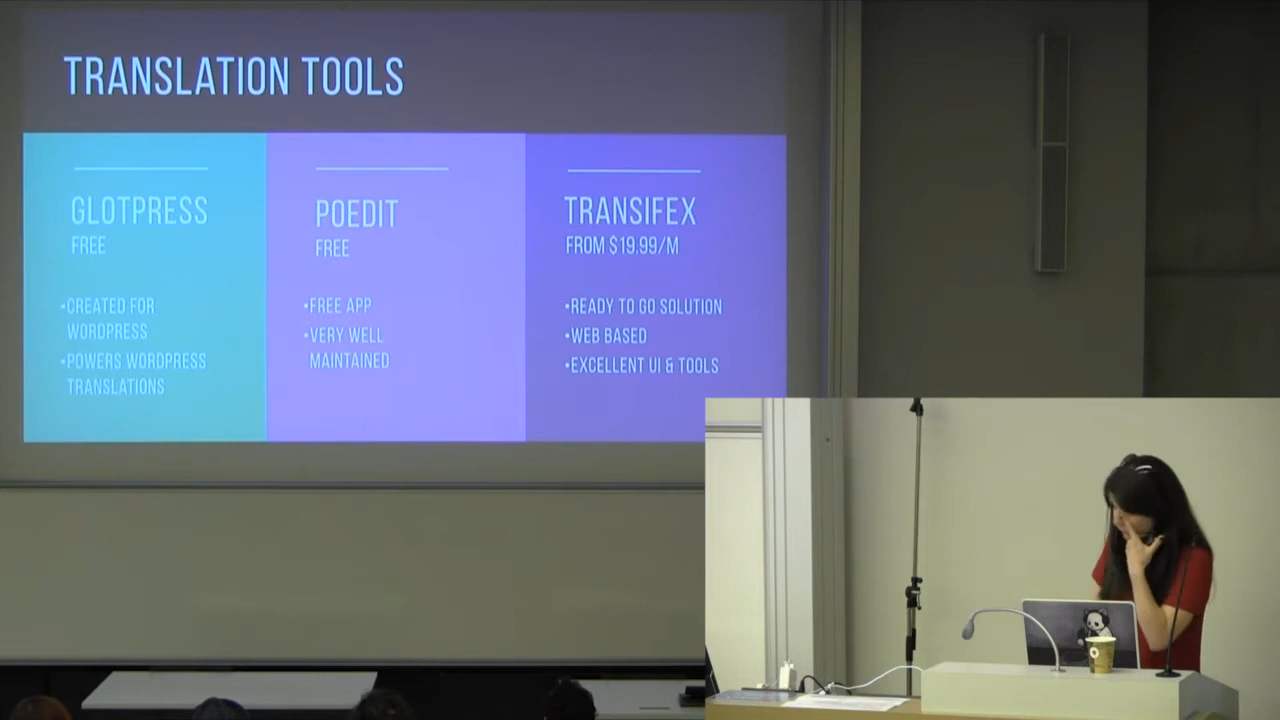 TRANSLATION TOOLS
GLOTPRESS
FREE
•CREATED FOR
WORDPRESS
•POWERS WORDPRESS
TRANSLATIONS
POEDIT
FREE
•FREE APP
•VERY WELL
MAINTAINED
TRANSIFEX
FROM $19.99/M
•READY TO GO SOLUTION
•WEB BASED
•EXCELLENT UI & TOOLS